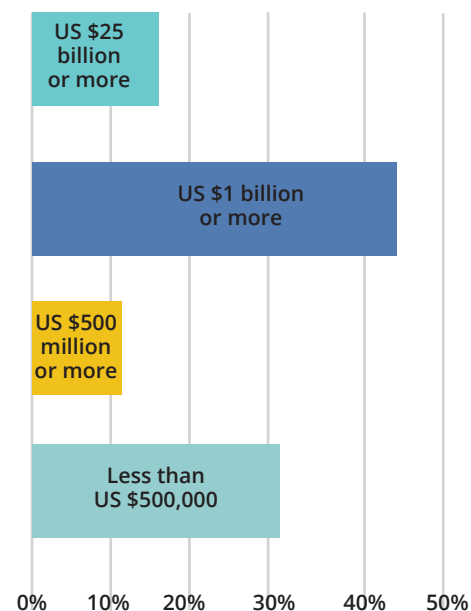 US $25
billion
or more
US $1 billion
or more
US $500
million
or more
Less than
US $500,000
0% 10% 20% 30% 40% 50%